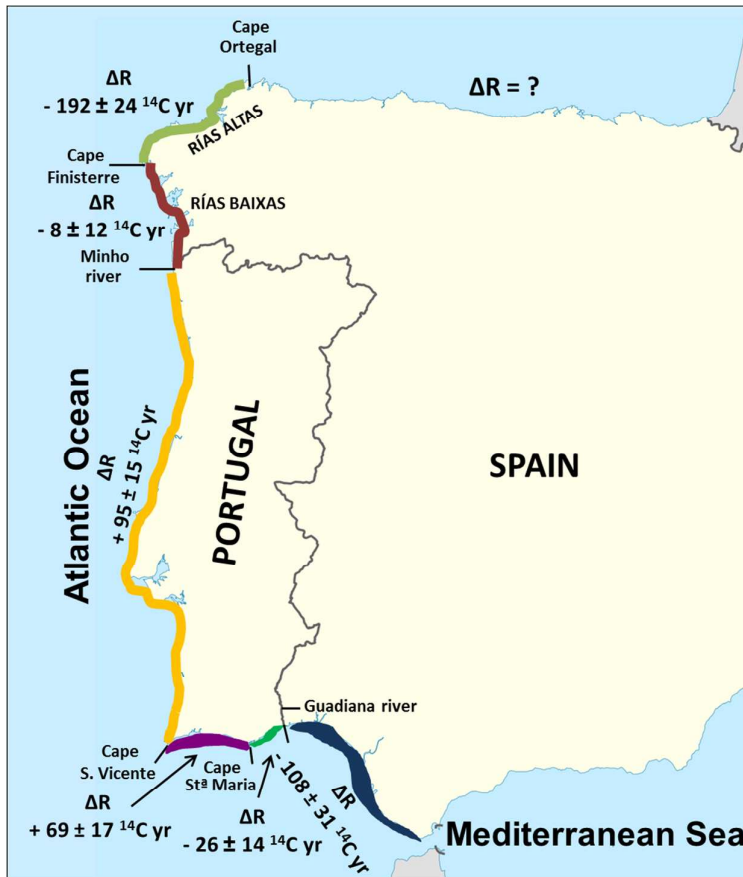 Cape
Ortegal
ΔR
- 192 ± 24 ¹⁴C yr
ΔR = ?
RÍAS ALTAS
Cape
Finisterre
ΔR
- 8 ± 12 ¹⁴C yr
RÍAS BAIXAS
Minho
river
Atlantic Ocean
ΔR
+ 95 ± 15 ¹⁴C yr
PORTUGAL
SPAIN
Guadiana river
Cape
S. Vicente
Cape
Stª Maria
ΔR
+ 69 ± 17 ¹⁴C yr
ΔR
- 26 ± 14 ¹⁴C yr
ΔR
- 108 ± 31 ¹⁴C yr
Mediterranean Sea